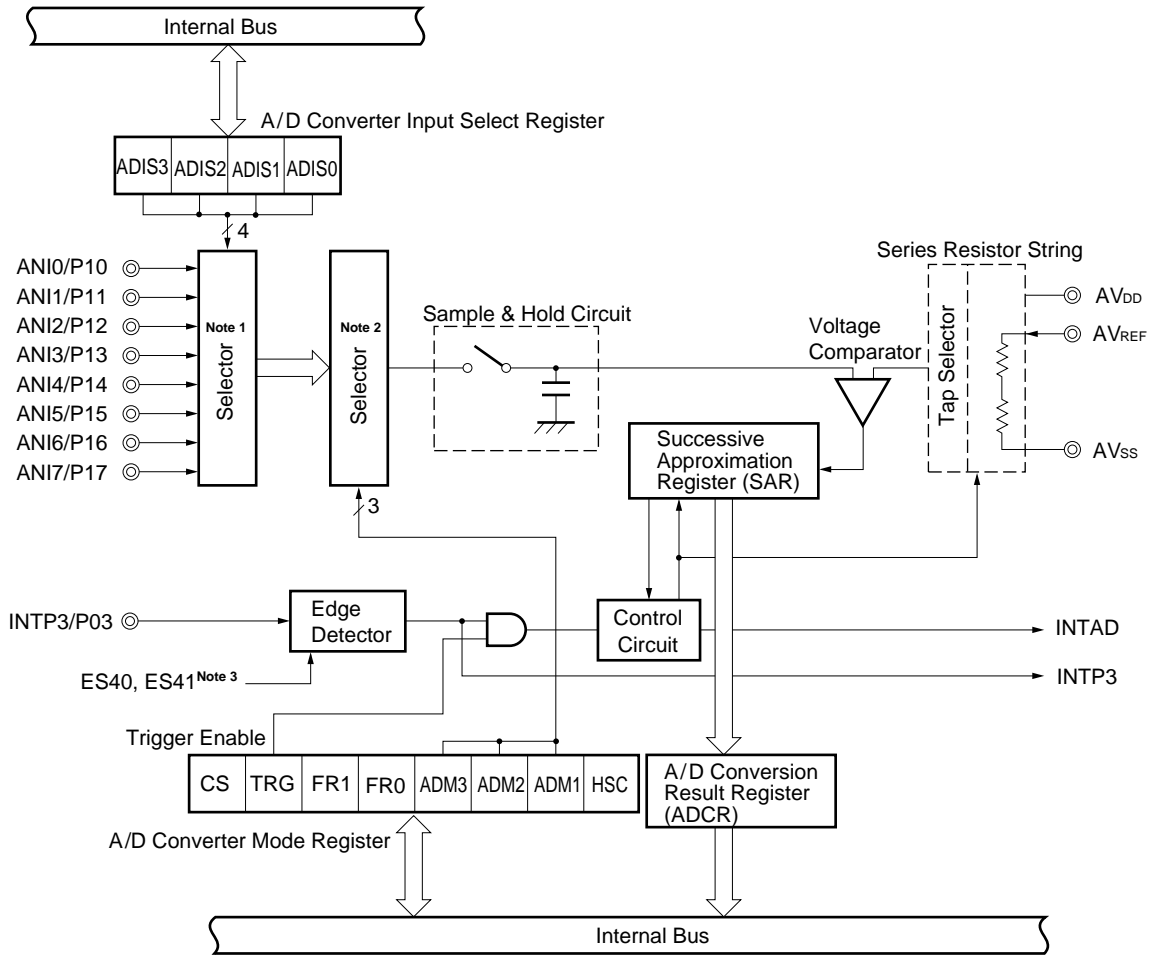 Internal Bus
A/D Converter Input Select Register
ADIS3 ADIS2 ADIS1 ADIS0
4
ANI0/P10
ANI1/P11
ANI2/P12
ANI3/P13
ANI4/P14
ANI5/P15
ANI6/P16
ANI7/P17
Note 1
Selector
Note 2
Selector
3
Sample & Hold Circuit
Voltage
Comparator
Series Resistor String
Tap Selector
AVDD
AVREF
AVSS
Successive
Approximation
Register (SAR)
INTP3/P03
Edge
Detector
ES40, ES41Note 3
Control
Circuit
INTAD
INTP3
Trigger Enable
CS TRG FR1 FR0 ADM3 ADM2 ADM1 HSC
A/D Converter Mode Register
A/D Conversion
Result Register
(ADCR)
Internal Bus